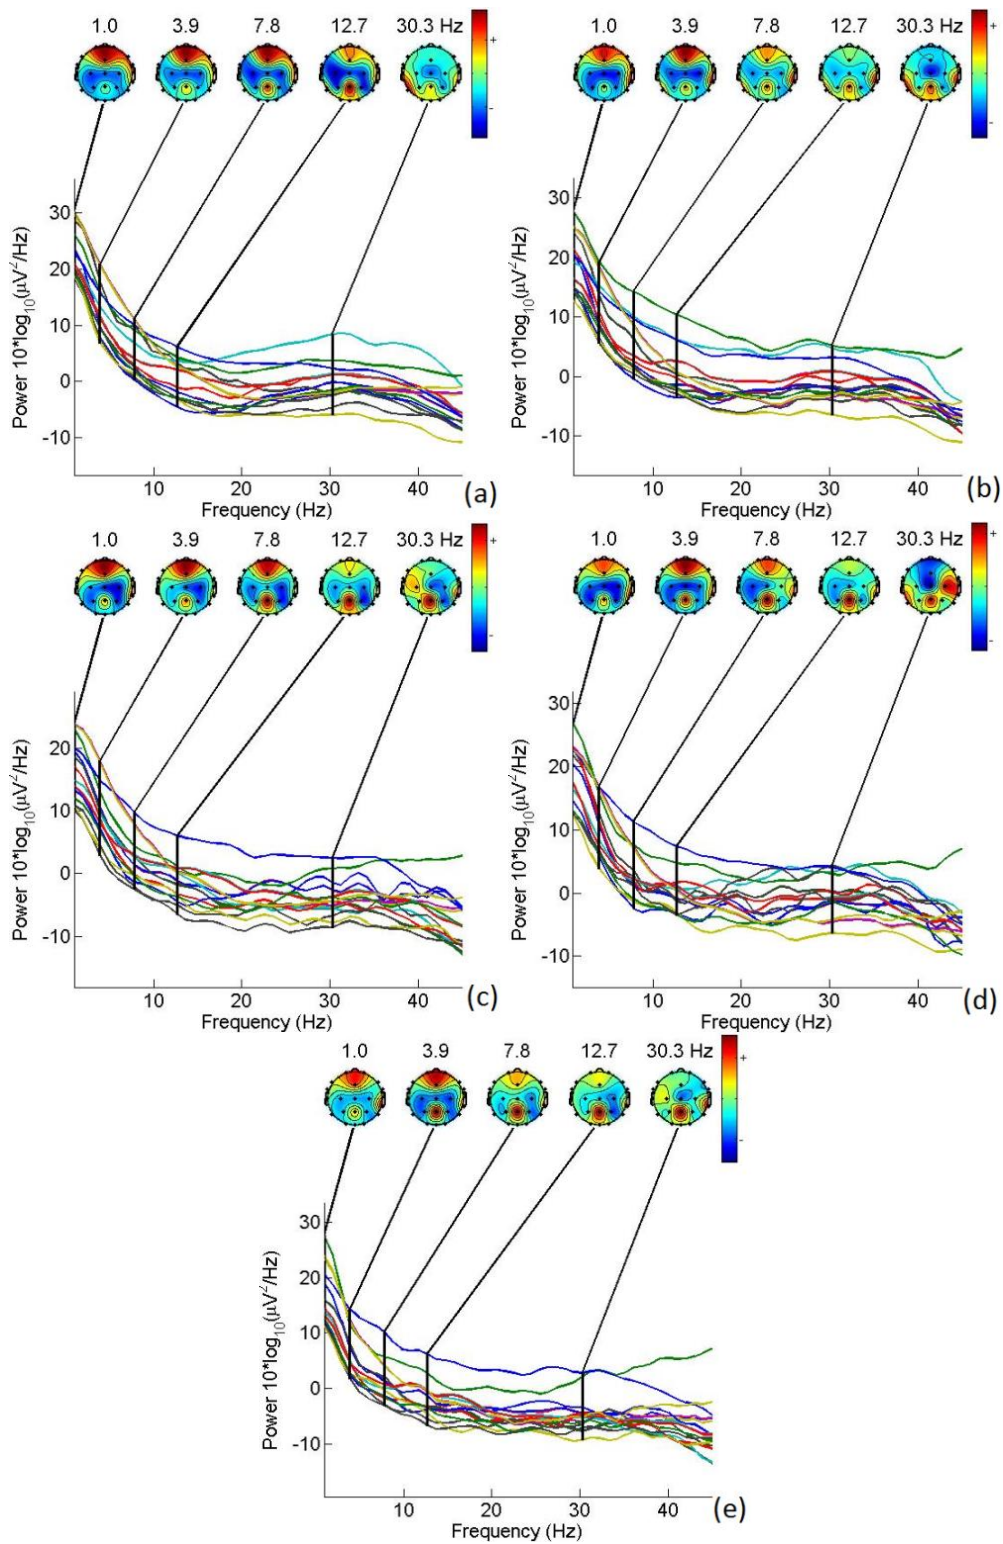 1.0 3.9 7.8 12.7 30.3 Hz
+
-
30
20
10
0
-10
Power 10*log10(μV2/Hz)
10 20 30 40
Frequency (Hz)
(a)
1.0 3.9 7.8 12.7 30.3 Hz
+
-
30
20
10
0
-10
Power 10*log10(μV2/Hz)
10 20 30 40
Frequency (Hz)
(b)
1.0 3.9 7.8 12.7 30.3 Hz
+
-
20
10
0
-10
Power 10*log10(μV2/Hz)
10 20 30 40
Frequency (Hz)
(c)
1.0 3.9 7.8 12.7 30.3 Hz
+
-
30
20
10
0
-10
Power 10*log10(μV2/Hz)
10 20 30 40
Frequency (Hz)
(d)
1.0 3.9 7.8 12.7 30.3 Hz
+
-
30
20
10
0
-10
Power 10*log10(μV2/Hz)
10 20 30 40
Frequency (Hz)
(e)